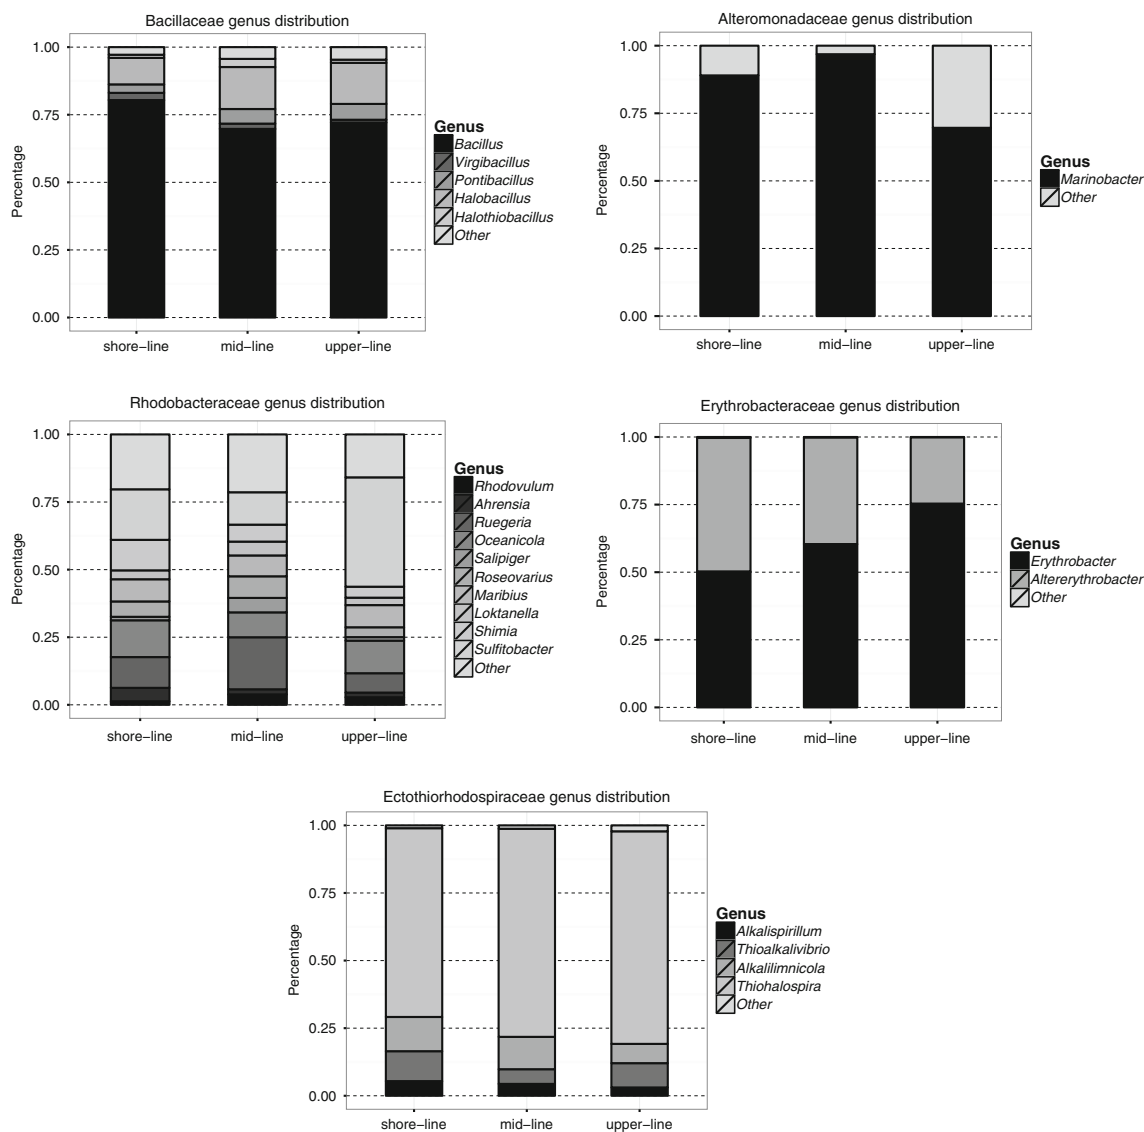 Bacillaceae genus distribution
Percentage
1.00
0.75
0.50
0.25
0.00
shore−line mid−line upper−line
Genus
Bacillus
Virgibacillus
Pontibacillus
Halobacillus
Halothiobacillus
Other
Alteromonadaceae genus distribution
Percentage
1.00
0.75
0.50
0.25
0.00
shore−line mid−line upper−line
Genus
Marinobacter
Other
Rhodobacteraceae genus distribution
Percentage
1.00
0.75
0.50
0.25
0.00
shore−line mid−line upper−line
Genus
Rhodovulum
Ahrensia
Ruegeria
Oceanicola
Salipiger
Roseovarius
Maribius
Loktanella
Shimia
Sulfitobacter
Other
Erythrobacteraceae genus distribution
Percentage
1.00
0.75
0.50
0.25
0.00
shore−line mid−line upper−line
Genus
Erythrobacter
Altererythrobacter
Other
Ectothiorhodospiraceae genus distribution
Percentage
1.00
0.75
0.50
0.25
0.00
shore−line mid−line upper−line
Genus
Alkalispirillum
Thioalkalivibrio
Alkalilimnicola
Thiohalospira
Other